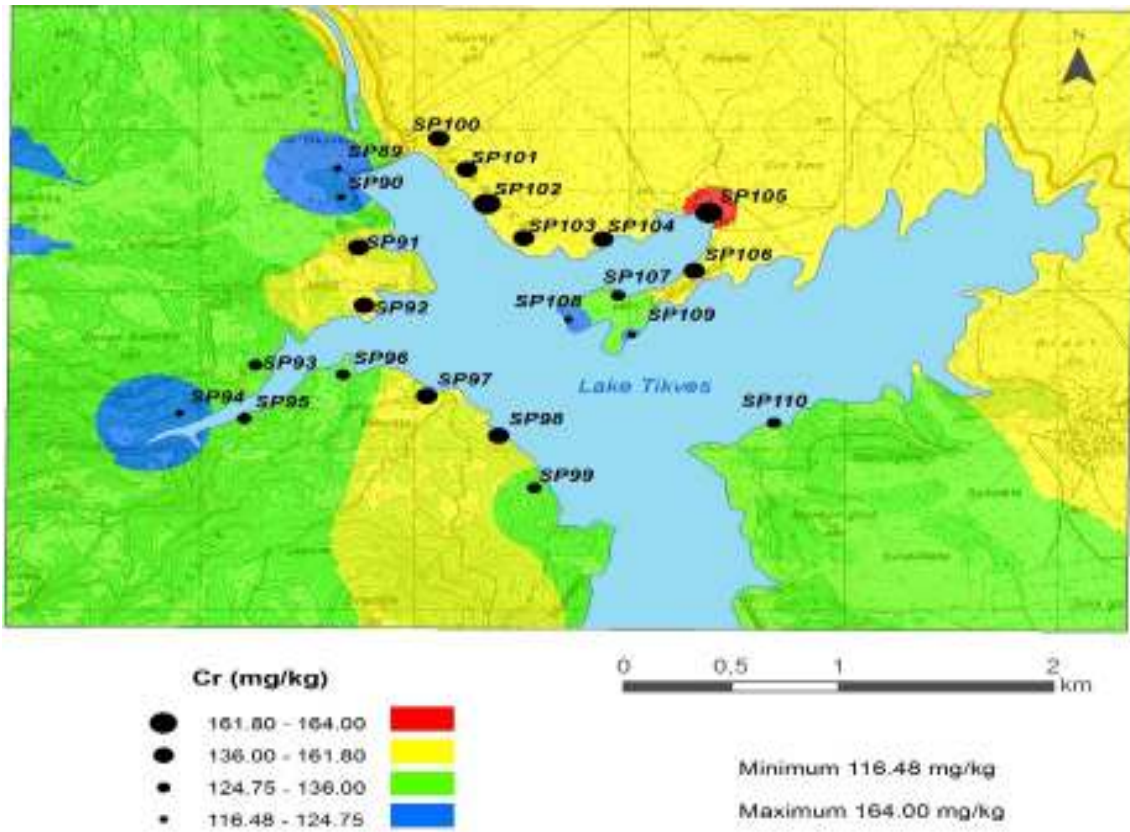 N
SP100
SP89
SP101
SP90
SP102
SP105
SP103
SP104
SP91
SP106
SP107
SP108
SP92
SP109
SP93
SP96
Lake Tikves
SP94
SP97
SP95
SP110
SP98
SP99
Cr (mg/kg)
161.80 - 164.00
136.00 - 161.80
124.75 - 136.00
116.48 - 124.75
0 0,5 1 2
km
Minimum 116.48 mg/kg
Maximum 164.00 mg/kg